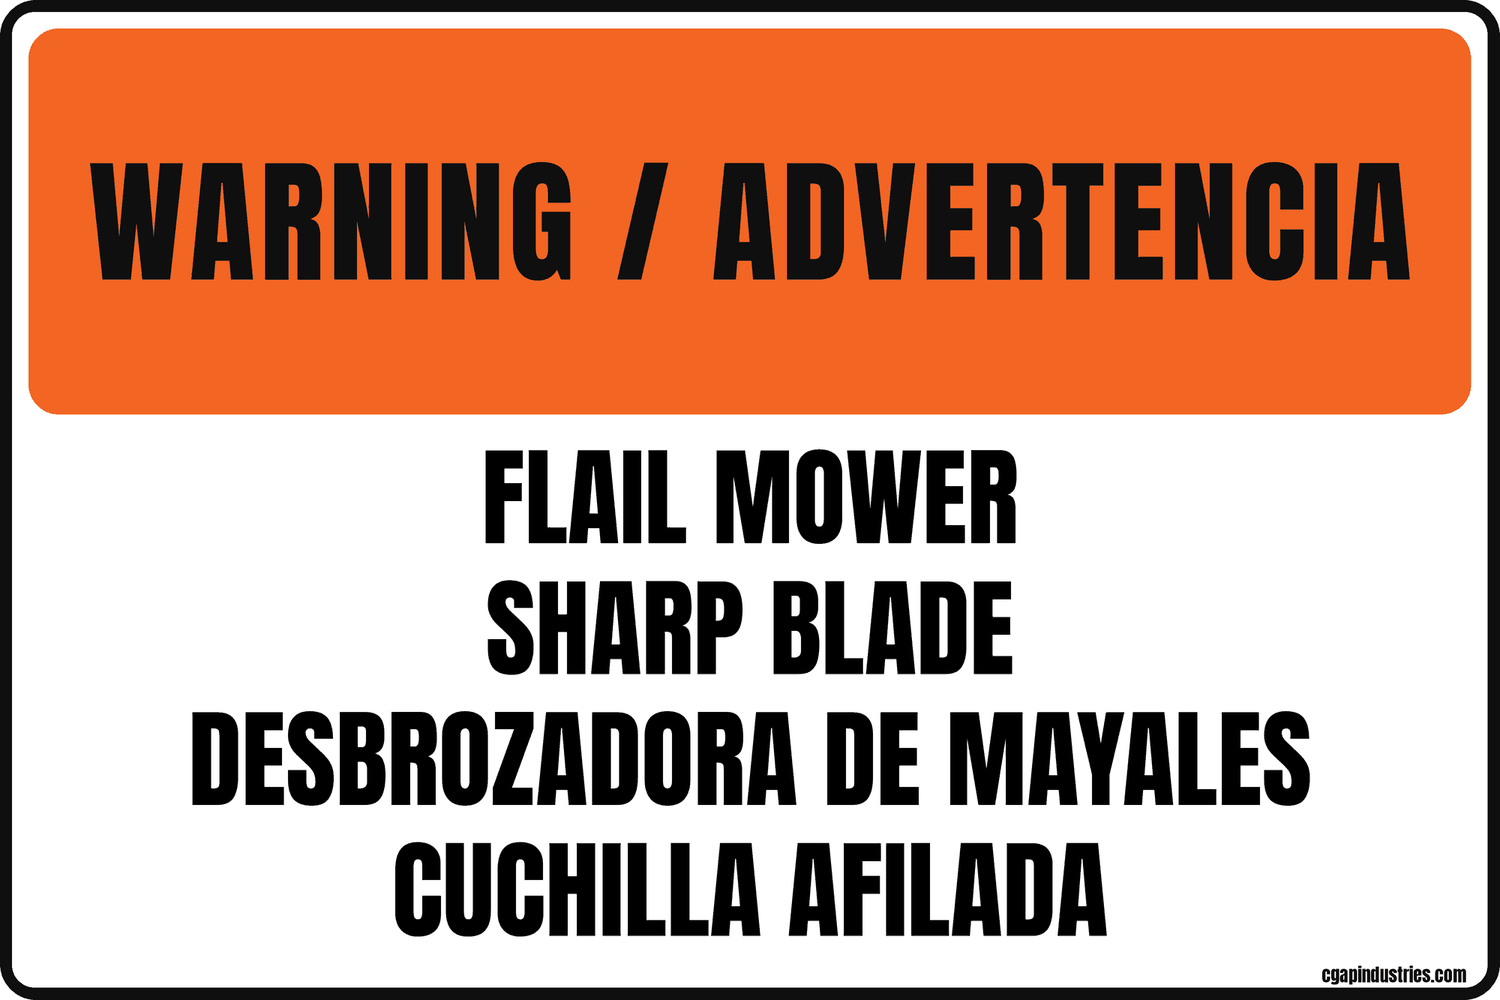 WARNING / ADVERTENCIA
FLAIL MOWER
SHARP BLADE
DESBROZADORA DE MAYALES
CUCHILLA AFILADA
cgapindustries.com